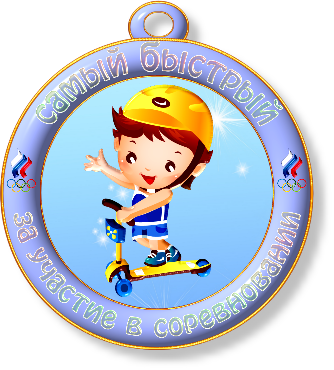 самый быстрый
за участие в соревновании